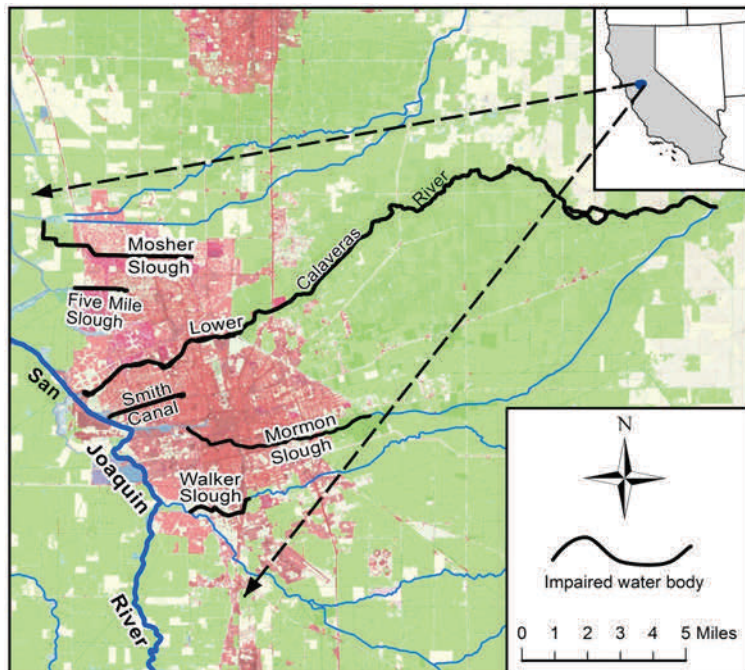 Mosher
Slough
Five Mile
Slough
Lower
Calaveras
River
San
Joaquin
River
Smith
Canal
Mormon
Slough
Walker
Slough
N
Impaired water body
0 1 2 3 4 5 Miles